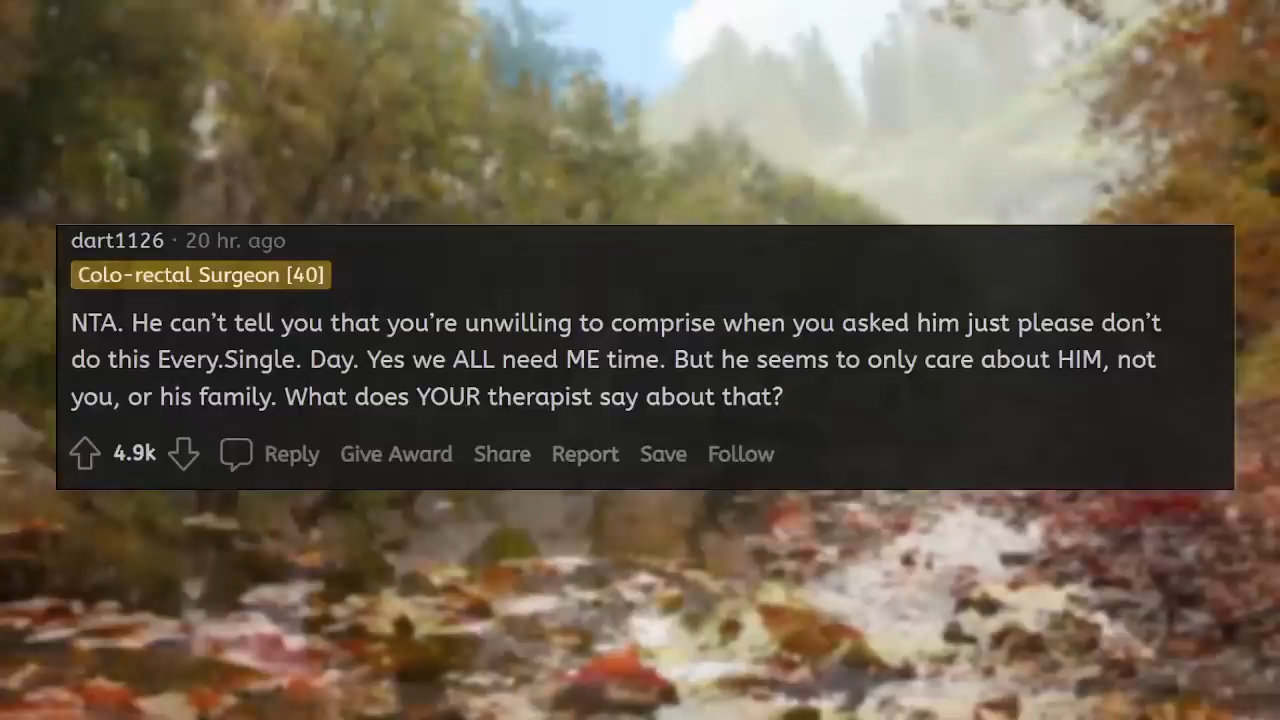 dart1126 · 20 hr. ago
Colo-rectal Surgeon [40]
NTA. He can’t tell you that you’re unwilling to comprise when you asked him just please don’t
do this Every.Single. Day. Yes we ALL need ME time. But he seems to only care about HIM, not
you, or his family. What does YOUR therapist say about that?
4.9k Reply Give Award Share Report Save Follow